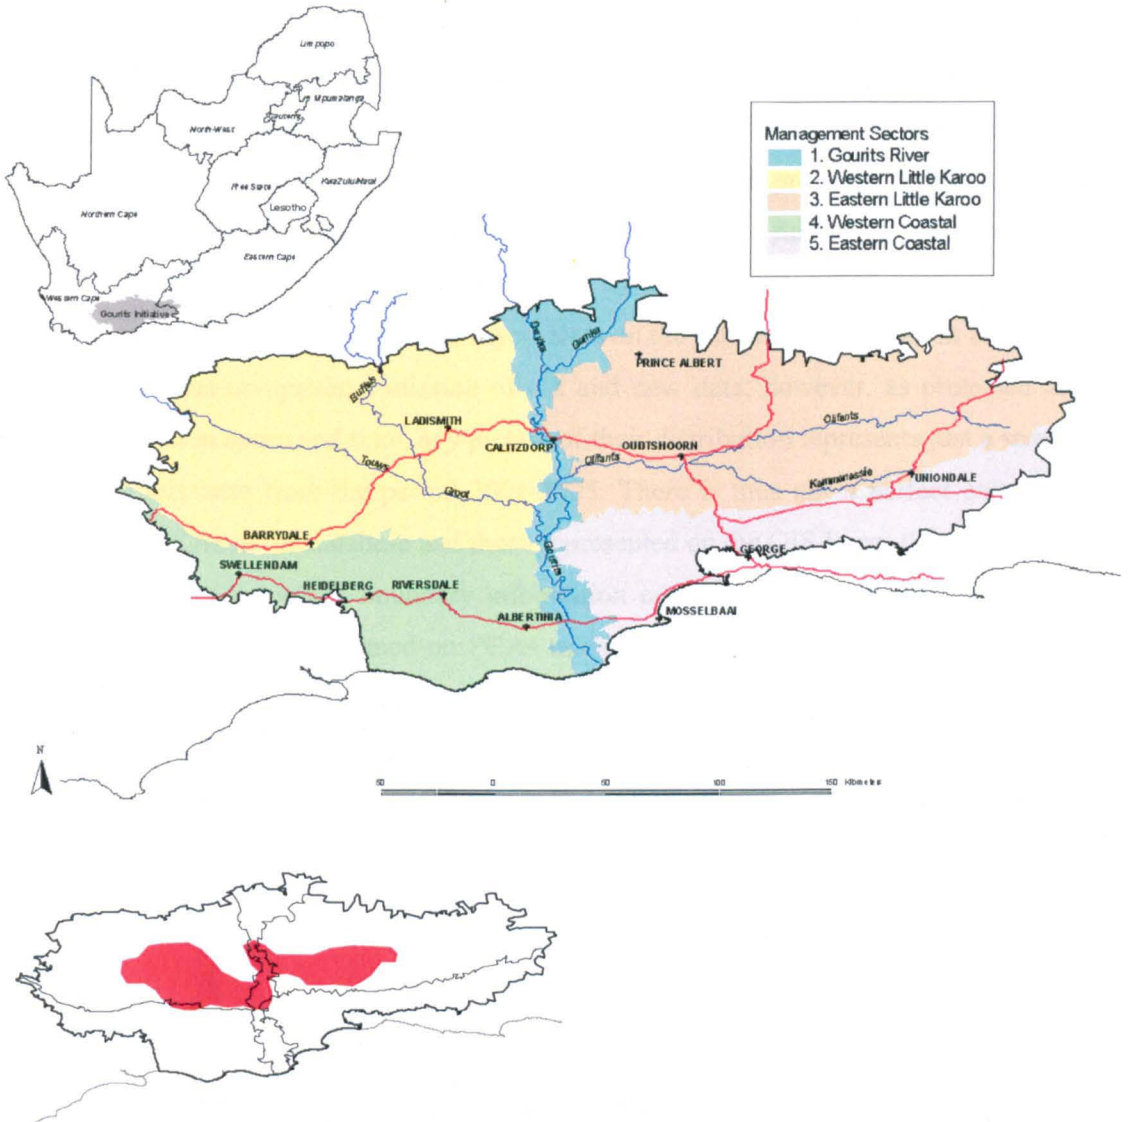 Limpopo
Mpumalanga
Gauteng
North-West
Free State
KwaZulu/Natal
Lesotho
Northern Cape
Eastern Cape
Western Cape
Gourits Initiative
Management Sectors
1. Gourits River
2. Western Little Karoo
3. Eastern Little Karoo
4. Western Coastal
5. Eastern Coastal
Gamka
PRINCE ALBERT
Buffels
LADISMITH
CALITZDORP
OUDTSHOORN
Olifants
Olifants
Touws
Groot
Kammanassie
UNIONDALE
BARRYDALE
Gourits
GEORGE
SWELLENDAM
HEIDELBERG
RIVERSDALE
ALBERTINIA
MOSSELBAAI
N
50
0
50
100
150
Kilometers